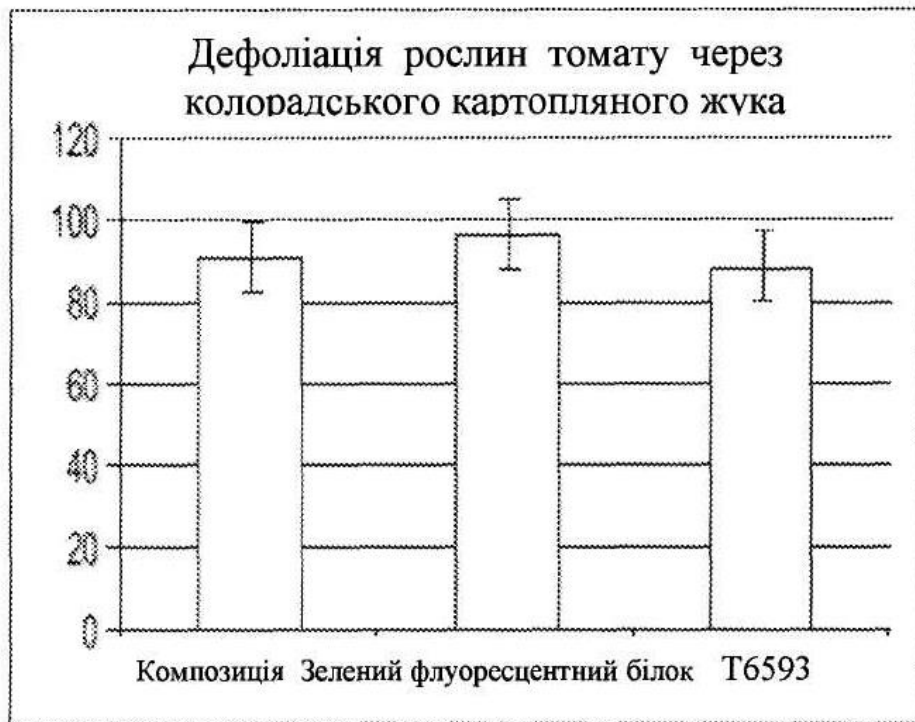 Дефоліація рослин томату через
колорадського картопляного жука
120
100
80
60
40
20
0
Композиція Зелений флуоресцентний білок T6593